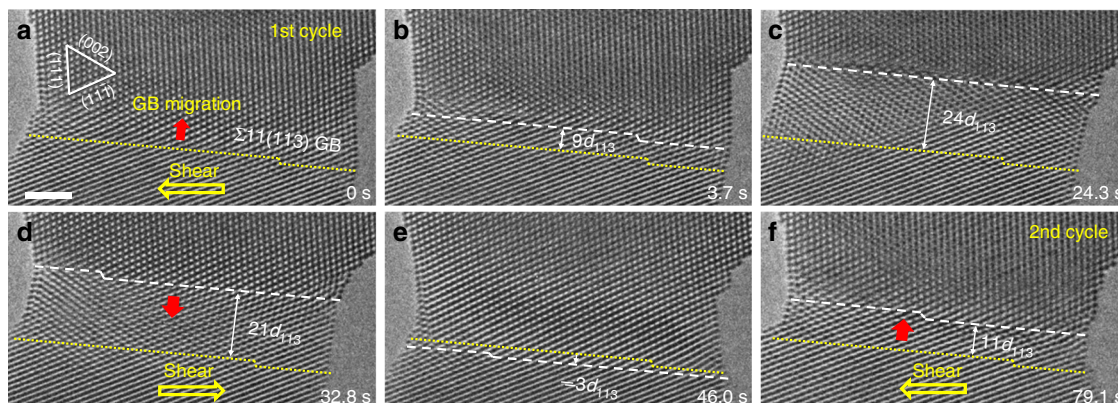 a
1st cycle
(002)
(111)
(111)
GB migration
Σ11(113) GB
Shear
0 s
b
9d113
3.7 s
c
24d113
24.3 s
d
21d113
Shear
32.8 s
e
=3d113
46.0 s
f
2nd cycle
11d113
Shear
79.1